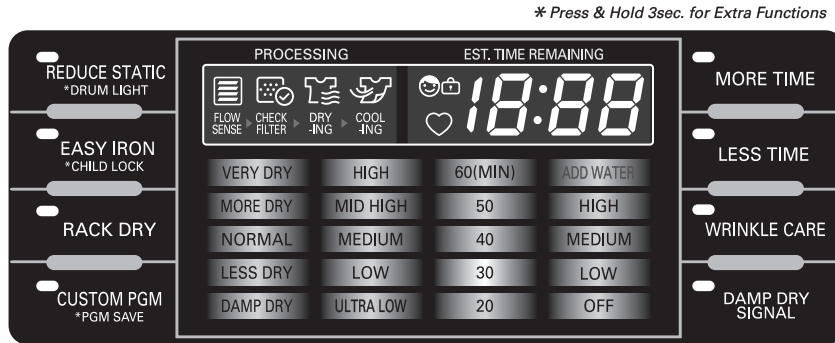 * Press & Hold 3sec. for Extra Functions
PROCESSING
EST. TIME REMAINING
REDUCE STATIC
*DRUM LIGHT
EASY IRON
*CHILD LOCK
RACK DRY
CUSTOM PGM
*PGM SAVE
FLOW
SENSE
CHECK
FILTER
DRY
-ING
COOL
-ING
18:88
VERY DRY HIGH 60(MIN) ADD WATER
MORE DRY MID HIGH 50 HIGH
NORMAL MEDIUM 40 MEDIUM
LESS DRY LOW 30 LOW
DAMP DRY ULTRA LOW 20 OFF
MORE TIME
LESS TIME
WRINKLE CARE
DAMP DRY
SIGNAL